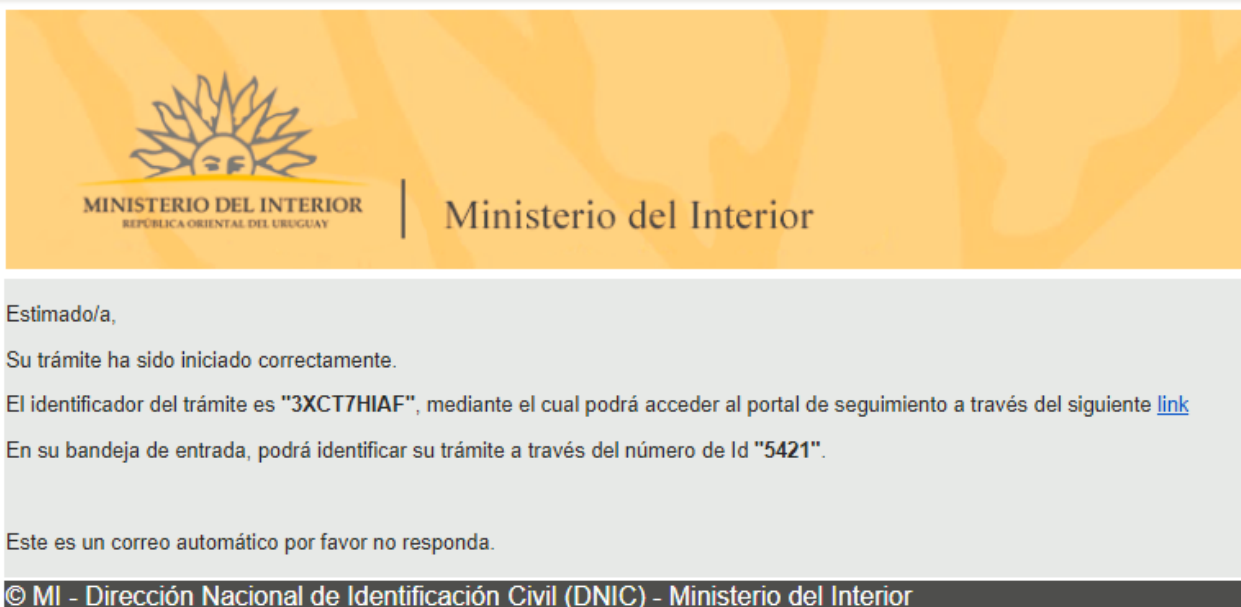 MINISTERIO DEL INTERIOR
REPÚBLICA ORIENTAL DEL URUGUAY
Ministerio del Interior
Estimado/a,
Su trámite ha sido iniciado correctamente.
El identificador del trámite es "3XCT7HIAF", mediante el cual podrá acceder al portal de seguimiento a través del siguiente link
En su bandeja de entrada, podrá identificar su trámite a través del número de Id "5421".
Este es un correo automático por favor no responda.
© MI - Dirección Nacional de Identificación Civil (DNIC) - Ministerio del Interior